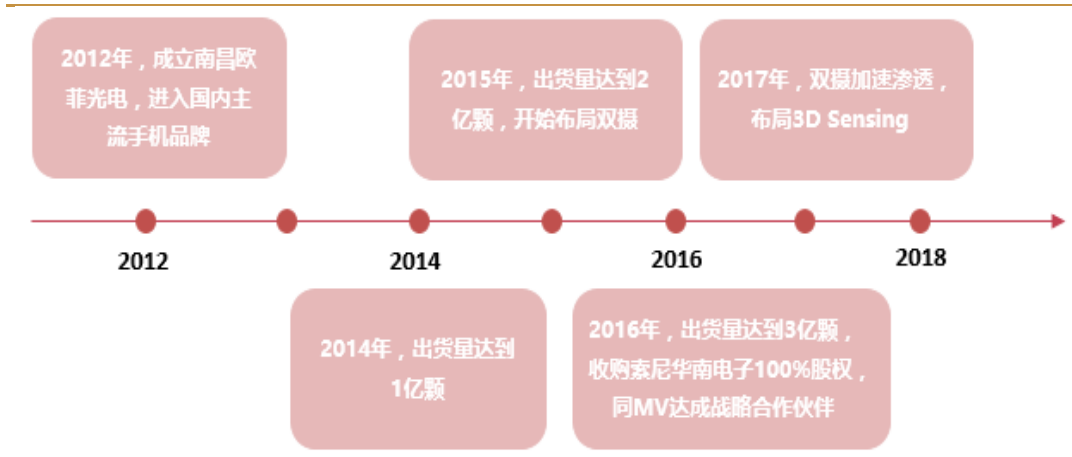 2012年，成立南昌欧
菲光电，进入国内主
流手机品牌
2015年，出货量达到2
亿颗，开始布局双摄
2017年，双摄加速渗透，
布局3D Sensing
2012
2014
2016
2018
2014年，出货量达到
1亿颗
2016年，出货量达到3亿颗，
收购索尼华南电子100%股权，
同MV达成战略合作伙伴